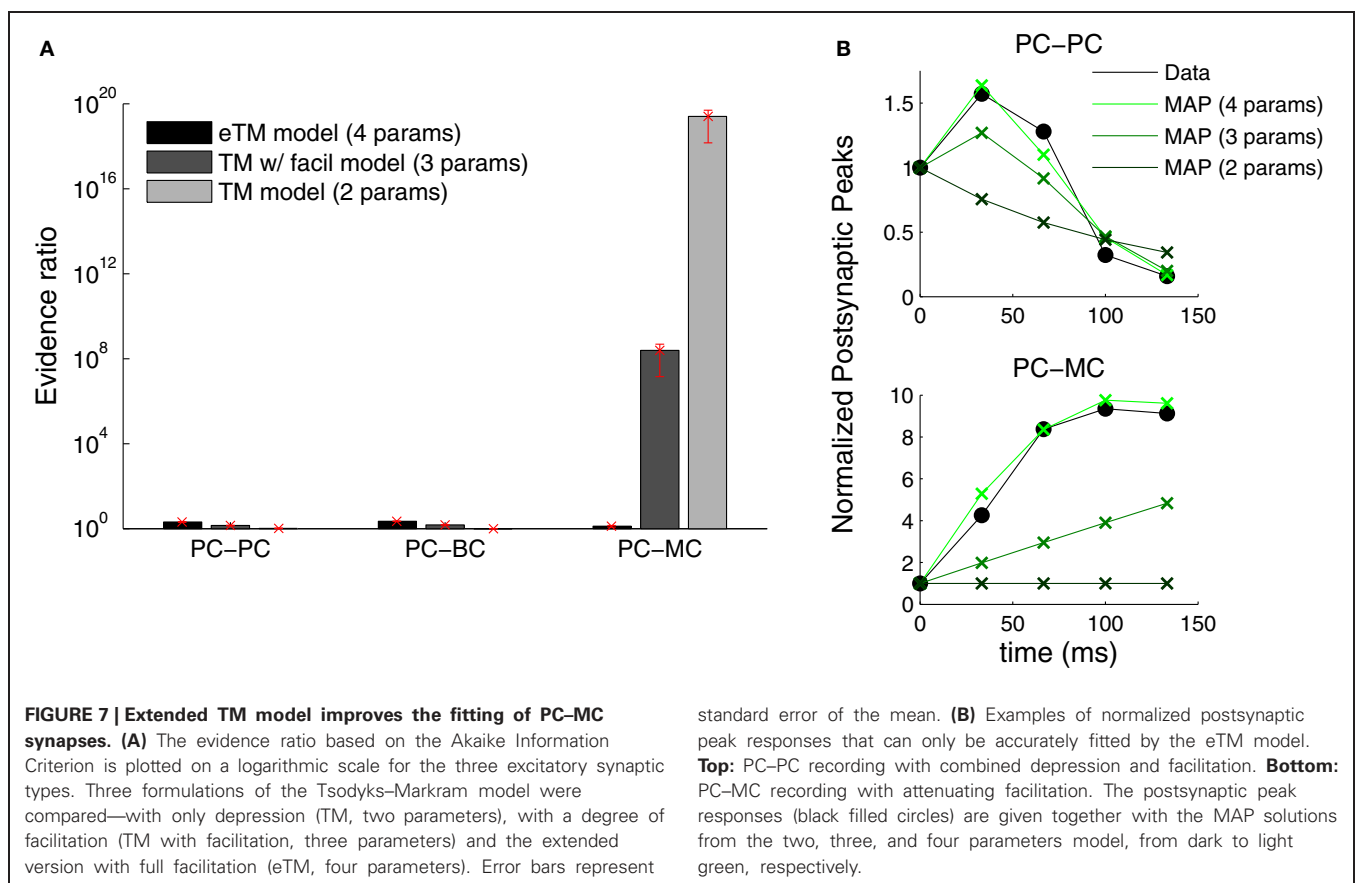 A
Evidence ratio
10^20
10^16
10^12
10^8
10^4
10^0
eTM model (4 params)
TM w/ facil model (3 params)
TM model (2 params)
PC–PC
PC–BC
PC–MC
B
Normalized Postsynaptic Peaks
PC–PC
Data
MAP (4 params)
MAP (3 params)
MAP (2 params)
1.5
1
0.5
0
0
50
100
150
PC–MC
10
8
6
4
2
0
0
50
100
150
time (ms)
FIGURE 7 | Extended TM model improves the fitting of PC–MC
synapses. (A) The evidence ratio based on the Akaike Information
Criterion is plotted on a logarithmic scale for the three excitatory synaptic
types. Three formulations of the Tsodyks–Markram model were
compared—with only depression (TM, two parameters), with a degree of
facilitation (TM with facilitation, three parameters) and the extended
version with full facilitation (eTM, four parameters). Error bars represent
standard error of the mean. (B) Examples of normalized postsynaptic
peak responses that can only be accurately fitted by the eTM model.
Top: PC–PC recording with combined depression and facilitation. Bottom:
PC–MC recording with attenuating facilitation. The postsynaptic peak
responses (black filled circles) are given together with the MAP solutions
from the two, three, and four parameters model, from dark to light
green, respectively.